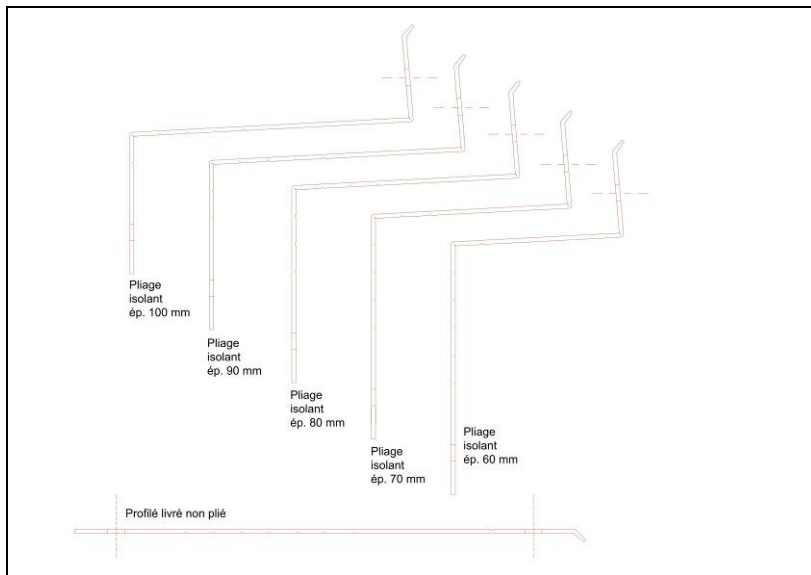 Pliage
isolant
ép. 100 mm
Pliage
isolant
ép. 90 mm
Pliage
isolant
ép. 80 mm
Pliage
isolant
ép. 70 mm
Pliage
isolant
ép. 60 mm
Profilé livré non plié